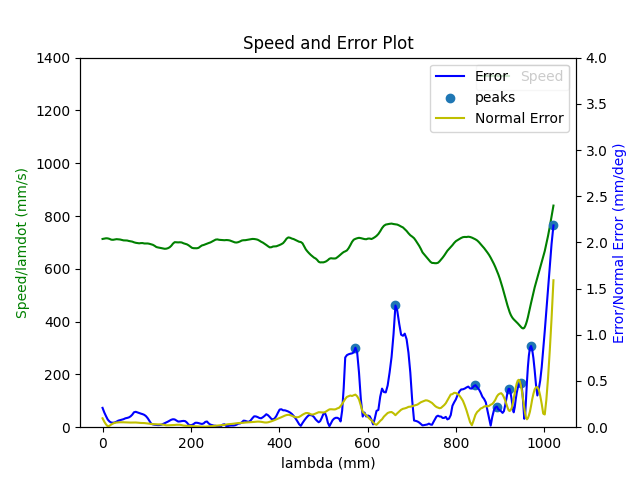 Speed and Error Plot
1400
1200
1000
800
600
400
200
0
Speed/lamdot (mm/s)
4.0
3.5
3.0
2.5
2.0
1.5
1.0
0.5
0.0
Error/Normal Error (mm/deg)
Error
Speed
peaks
Normal Error
0 200 400 600 800 1000
lambda (mm)